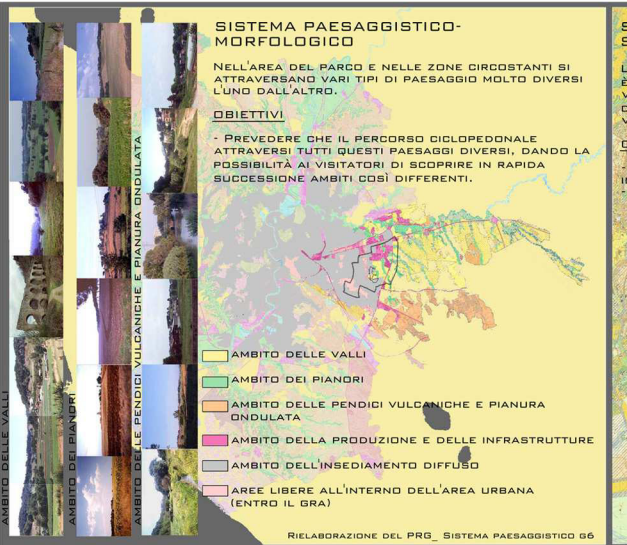 SISTEMA PAESAGGISTICO-
MORFOLOGICO
NELL'AREA DEL PARCO E NELLE ZONE CIRCOSTANTI SI
ATTRAVERSANO VARI TIPI DI PAESAGGIO MOLTO DIVERSI
L'UNO DALL'ALTRO.
OBIETTIVI
- PREVEDERE CHE IL PERCORSO CICLOPEDONALE
ATTRAVERSI TUTTI QUESTI PAESAGGI DIVERSI, DANDO LA
POSSIBILITÀ AI VISITATORI DI SCOPRIRE IN RAPIDA
SUCCESSIONE AMBITI COSÌ DIFFERENTI.
AMBITO DELLE VALLI
AMBITO DEI PIANORI
AMBITO DELLE PENDICI VULCANICHE E PIANURA
ONDULATA
AMBITO DELLA PRODUZIONE E DELLE INFRASTRUTTURE
AMBITO DELL'INSEDIAMENTO DIFFUSO
AREE LIBERE ALL'INTERNO DELL'AREA URBANA
(ENTRO IL GRA)
RIELABORAZIONE DEL PRG_ SISTEMA PAESAGGISTICO G6
AMBITO DELLE VALLI
AMBITO DEI PIANORI
AMBITO DELLE PENDICI VULCANICHE E PIANURA ONDULATA